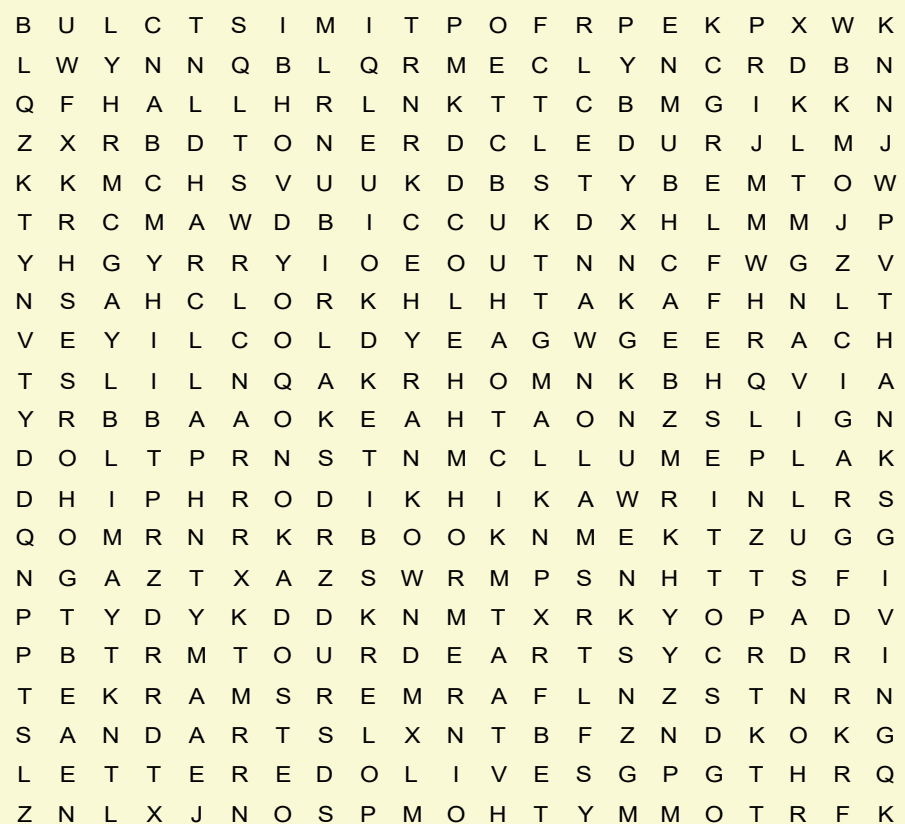 B U L C T S I M I T P O F R P E K P X W K
L W Y N N Q B L Q R M E C L Y N C R D B N
Q F H A L L H R L N K T T C B M G I K K N
Z X R B D T O N E R D C L E D U R J L M J
K K M C H S V U U K D B S T Y B E M T O W
T R C M A W D B I C C U K D X H L M M J P
Y H G Y R R Y I O E O U T N N C F W G Z V
N S A H C L O R K H L H T A K A F H N L T
V E Y I L C O L D Y E A G W G E E R A C H
T S L I L N Q A K R H O M N K B H Q V I A
Y R B B A A O K E A H T A O N Z S L I G N
D O L T P R N S T N M C L L U M E P L A K
D H I P H R O D I K H I K A W R I N L R S
Q O M R N R K R B O O K N M E K T Z U G G
N G A Z T X A Z S W R M P S N H T T S F I
P T Y D Y K D D K N M T X R K Y O P A D V
P B T R M T O U R D E A R T S Y C R D R I
T E K R A M S R E M R A F L N Z S T N R N
S A N D A R T S L X N T B F Z N D K O K G
L E T T E R E D O L I V E S G P G T H R Q
Z N L X J N O S P M O H T Y M M O T R F K